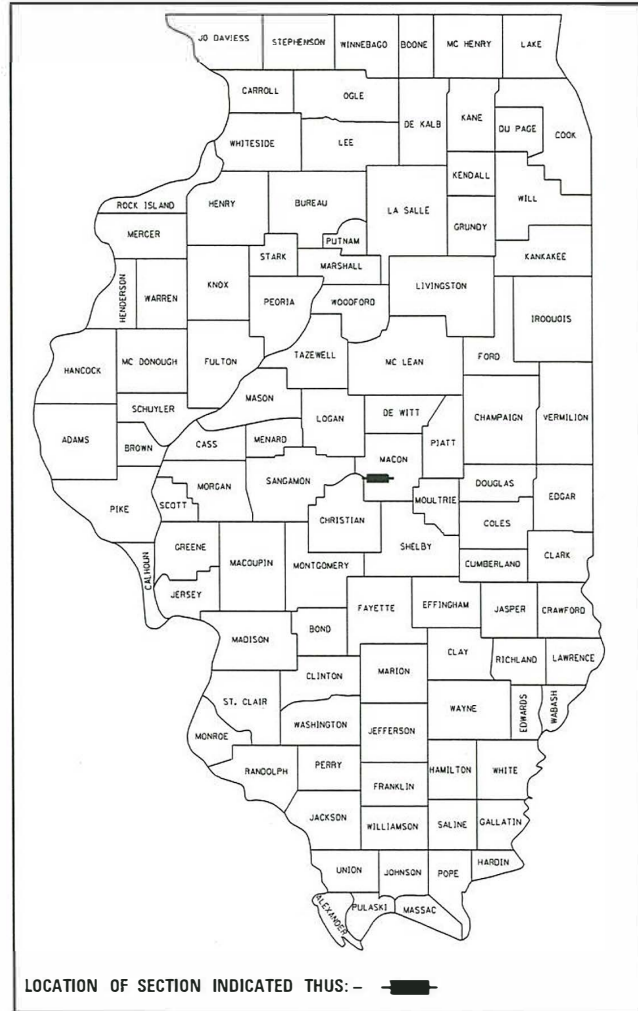 JO DAVIESS
STEPHENSON
WINNEBAGO
BOONE
MC HENRY
LAKE
CARROLL
OGLE
DE KALB
KANE
DU PAGE
COOK
WHITESIDE
LEE
KENDALL
WILL
ROCK ISLAND
HENRY
BUREAU
LA SALLE
GRUNDY
MERCER
PUTNAM
STARK
MARSHALL
KANKAKEE
HENDERSON
WARREN
KNOX
PEORIA
WOODFORD
LIVINGSTON
IROQUOIS
HANCOCK
MC DONOUGH
FULTON
TAZEWELL
MC LEAN
FORD
MASON
SCHUYLER
LOGAN
DE WITT
CHAMPAIGN
VERMILION
ADAMS
BROWN
CASS
MENARD
MACON
PIATT
PIKE
SCOTT
MORGAN
SANGAMON
CHRISTIAN
MOULTRIE
DOUGLAS
EDGAR
COLES
GREENE
MACOUPIN
MONTGOMERY
SHELBY
CUMBERLAND
CLARK
CALHOUN
JERSEY
FAYETTE
EFFINGHAM
JASPER
CRAWFORD
MADISON
BOND
CLAY
RICHLAND
LAWRENCE
CLINTON
MARION
ST. CLAIR
WAYNE
EDWARDS
WABASH
MONROE
WASHINGTON
JEFFERSON
RANDOLPH
PERRY
HAMILTON
WHITE
FRANKLIN
JACKSON
WILLIAMSON
SALINE
GALLATIN
UNION
JOHNSON
POPE
HARDIN
ALEXANDER
PULASKI
MASSAC
LOCATION OF SECTION INDICATED THUS: –